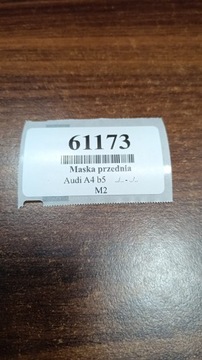 61173
Maska przednia
Audi A4 b5 ../.. - ../..
M2